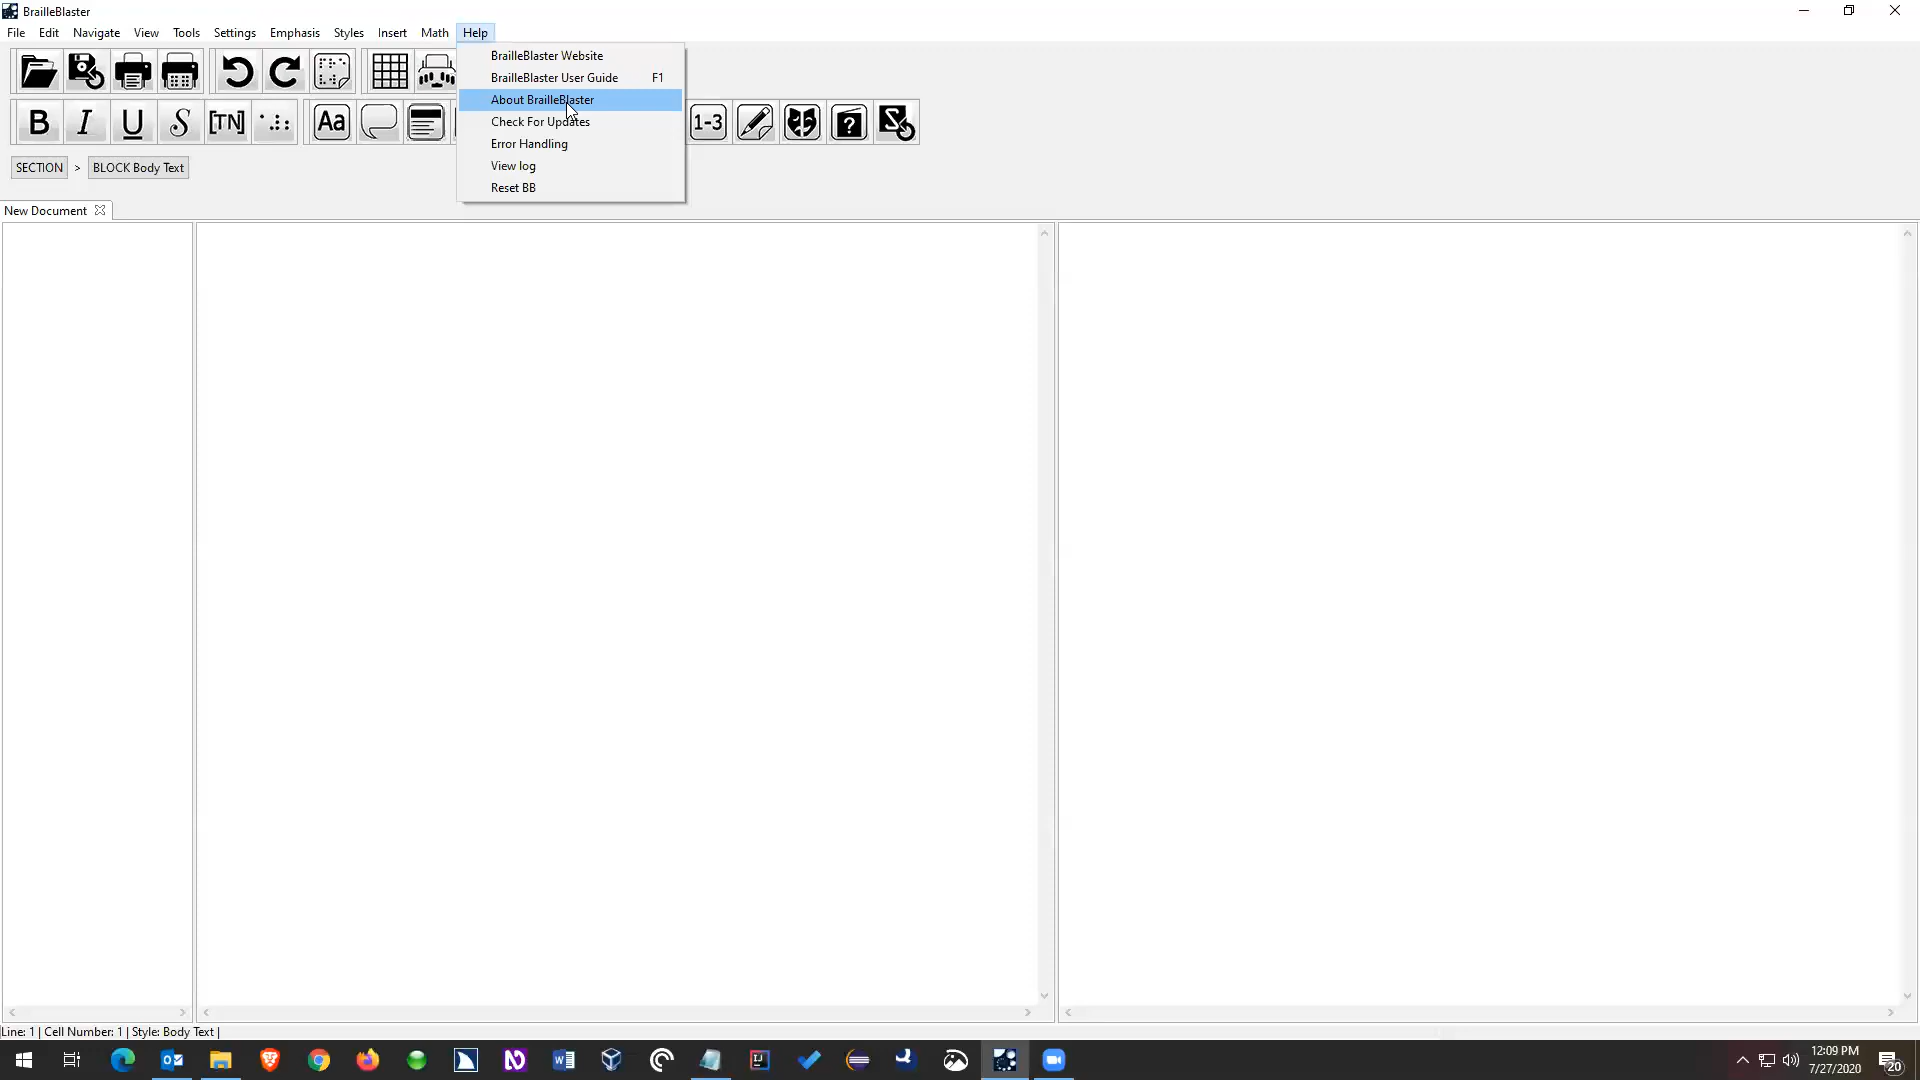 BrailleBlaster
File Edit Navigate View Tools Settings Emphasis Styles Insert Math Help
BrailleBlaster Website
BrailleBlaster User Guide F1
About BrailleBlaster
Check For Updates
Error Handling
View log
Reset BB
B I U S [TN] Aa 1-3
SECTION > BLOCK Body Text
New Document
Line: 1 | Cell Number: 1 | Style: Body Text |
12:09 PM
7/27/2020
20